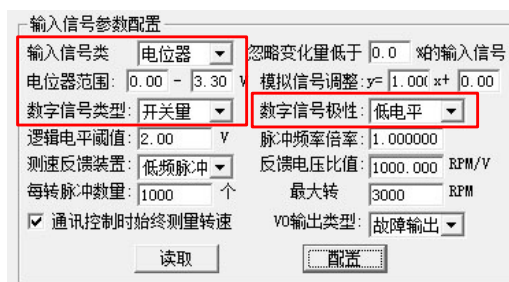 输入信号参数配置
输入信号类 电位器 忽略变化量低于 0.0 %的输入信号
电位器范围: 0.00 - 3.30 V 模拟信号调整:y= 1.00( x+ 0.00
数字信号类型: 开关量 数字信号极性: 低电平
逻辑电平阈值: 2.00 V 脉冲频率倍率: 1.000000
测速反馈装置: 低频脉冲 反馈电压比值: 1000.000 RPM/V
每转脉冲数量: 1000 个 最大转 3000 RPM
通讯控制时始终测量转速 VO输出类型: 故障输出
读取 配置